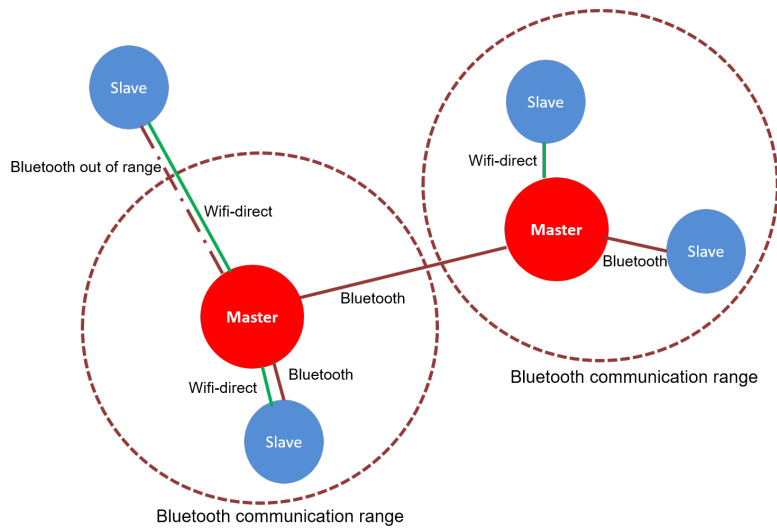 Slave
Bluetooth out of range
Wifi-direct
Master
Bluetooth
Wifi-direct
Bluetooth
Slave
Bluetooth communication range
Slave
Wifi-direct
Master
Bluetooth
Slave
Bluetooth communication range